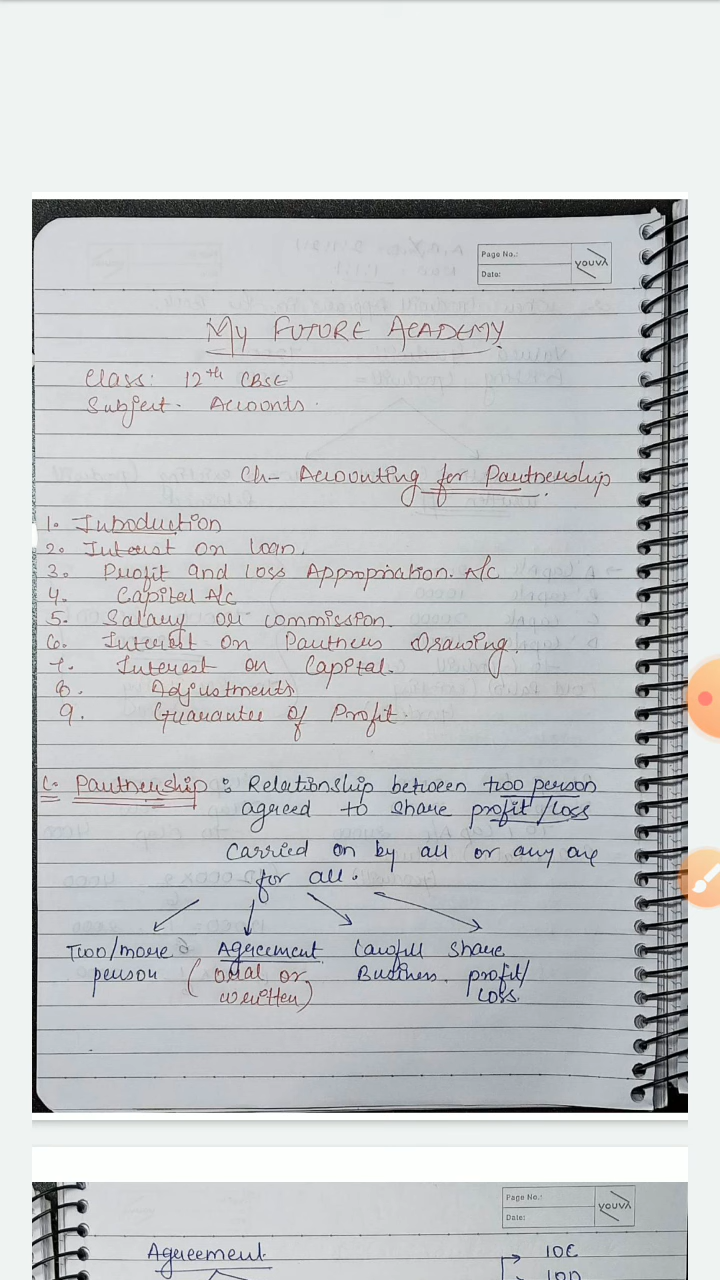 Page No.:
Date:
youva
My FUTURE ACADEMY
Class: 12th CBSE
Subject- Accounts.
Ch- Accounting for Partnership
1. Introduction
2. Interest on loan.
3. Profit and Loss Appropriation. A/c
4. Capital A/c
5. Salary or commission.
6. Interest on Partners Drawing.
7. Interest on Capital.
8. Adjustments
9. Guarantee of Profit.
Partnership : Relationship between two person
agreed to share profit/loss
Carried on by all or any one
for all.
Two/more Agreement Lawful Share
person (oral or Business. profit/
written) Loss.
Page No.:
Date:
youva
Agreement.